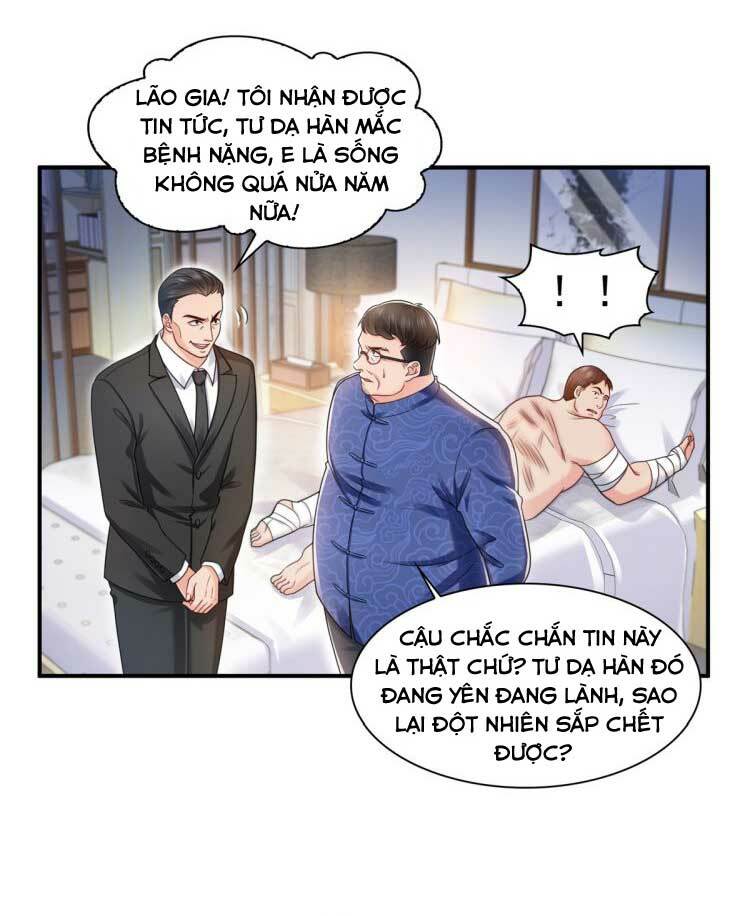 LÃO GIA! TÔI NHẬN ĐƯỢC
TIN TỨC, TƯ DẠ HÀN MẮC
BỆNH NẶNG, E LÀ SỐNG
KHÔNG QUÁ NỬA NĂM
NỮA!
! !
CẬU CHẮC CHẮN TIN NÀY
LÀ THẬT CHỨ? TƯ DẠ HÀN ĐÓ
ĐANG YÊN ĐANG LÀNH, SAO
LẠI ĐỘT NHIÊN SẮP CHẾT
ĐƯỢC?